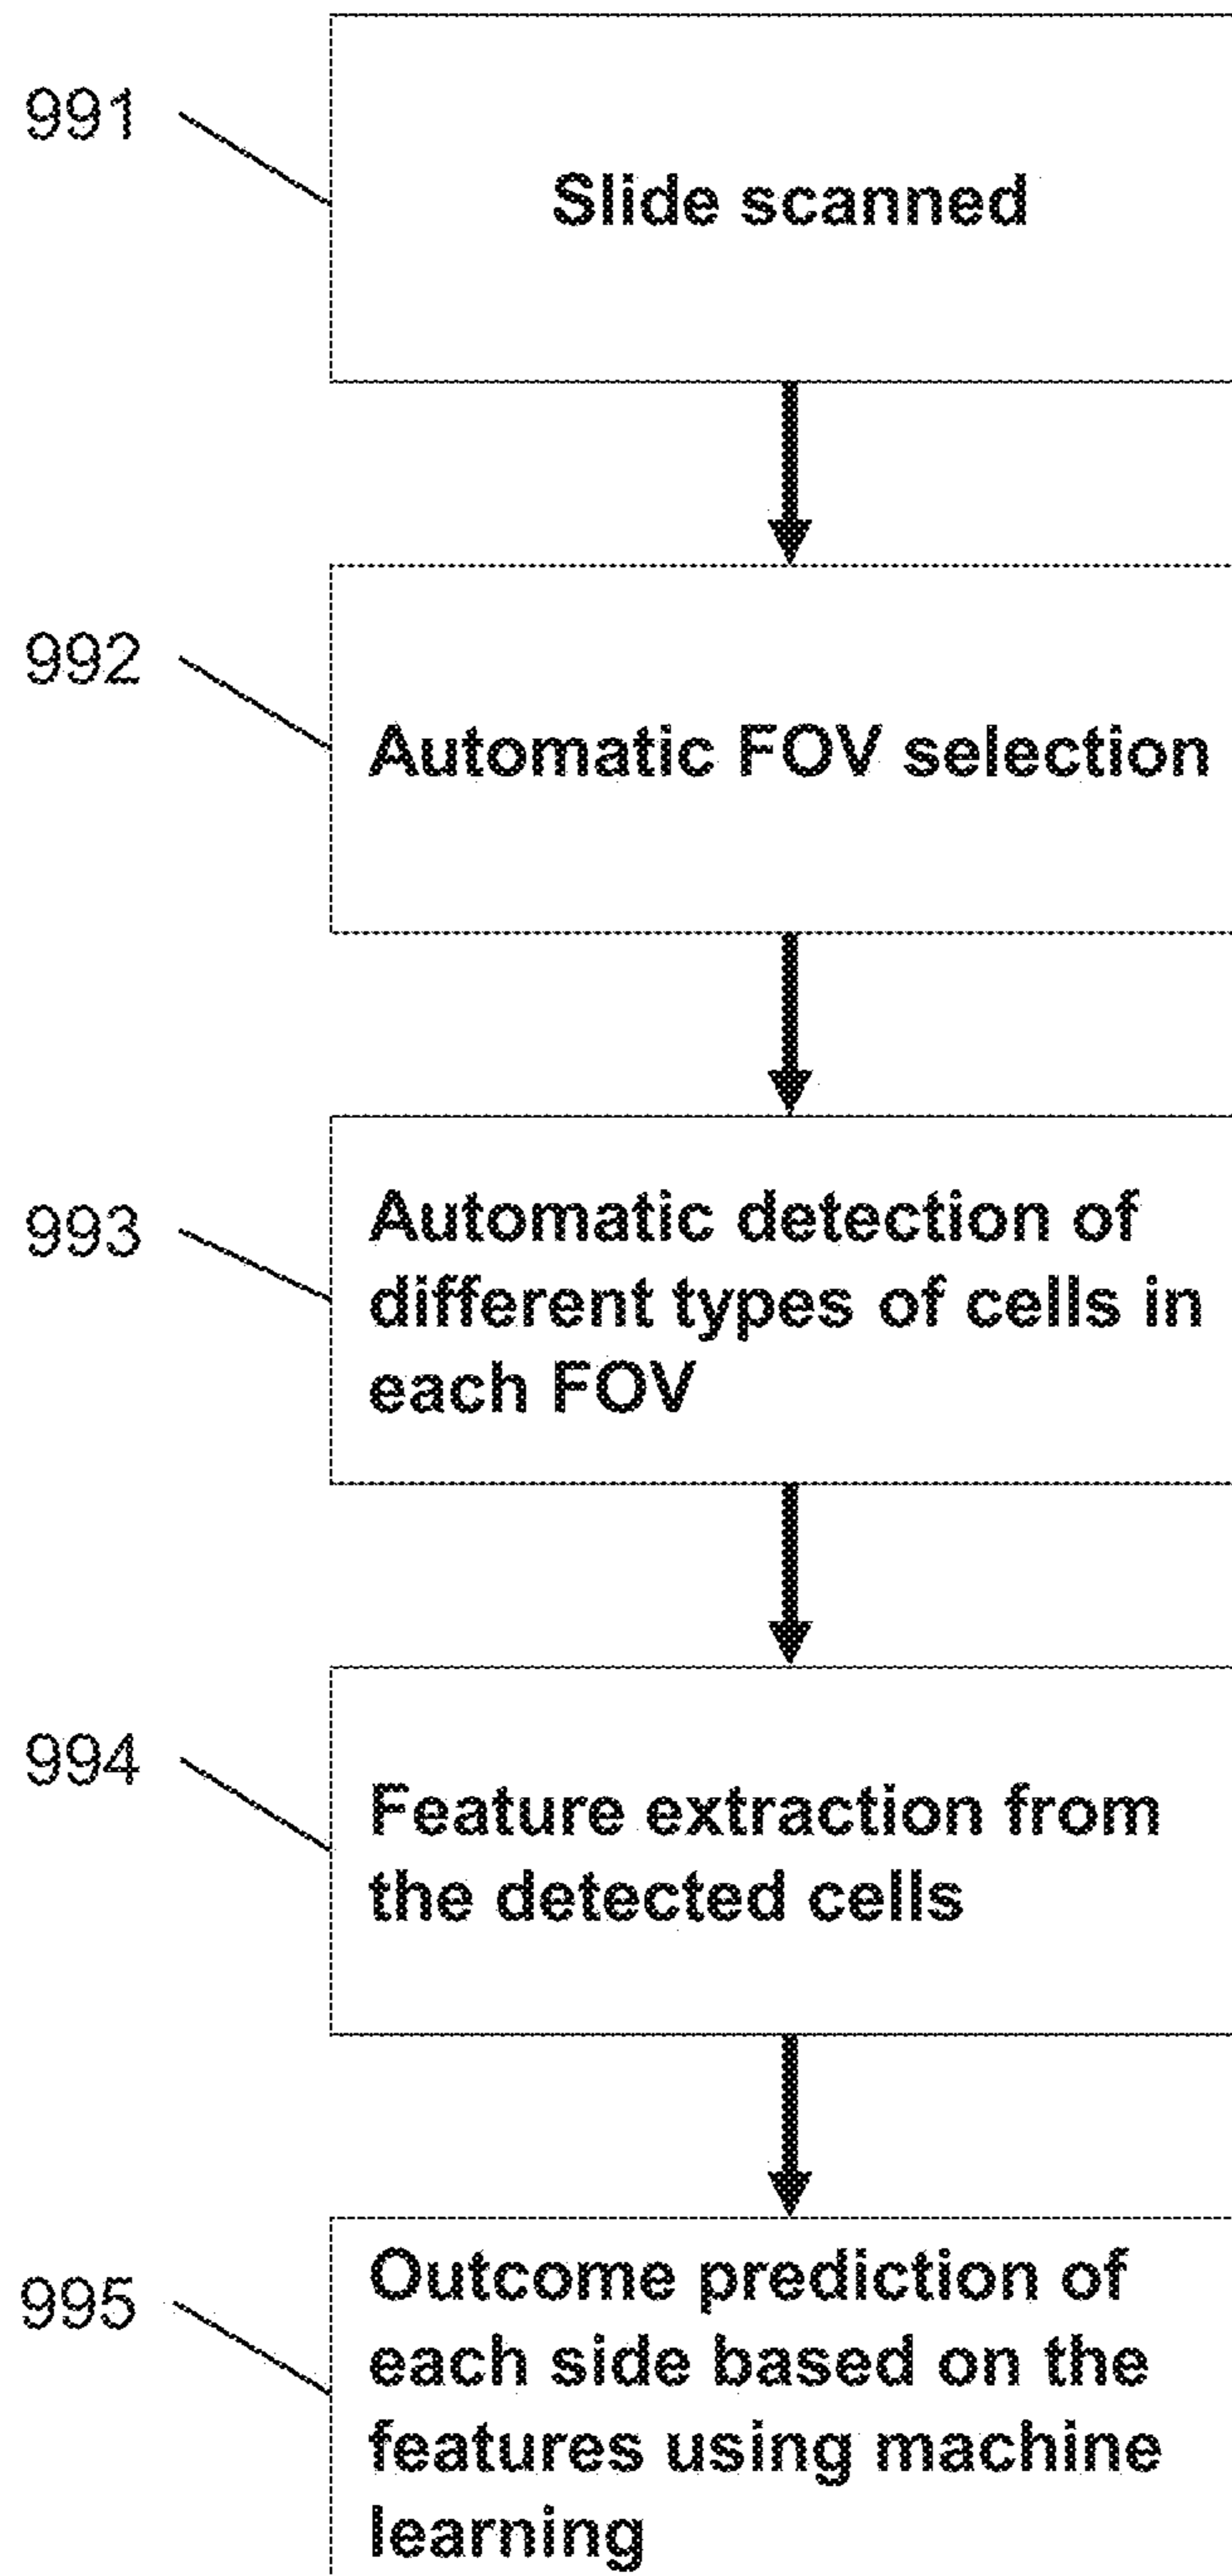 991
Slide scanned
992
Automatic FOV selection
993
Automatic detection of
different types of cells in
each FOV
994
Feature extraction from
the detected cells
995
Outcome prediction of
each side based on the
features using machine
learning